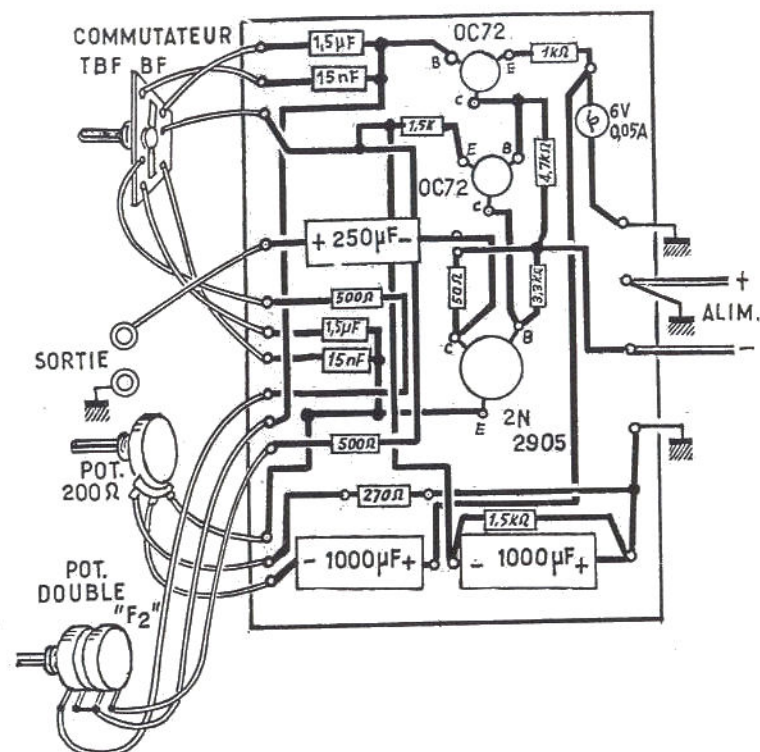 COMMUTATEUR
TBF BF
1,5µF
15nF
OC72
B
E
C
1kΩ
6V
0,05A
1,5K
E
B
OC72
C
4,7kΩ
+ 250µF-
50Ω
3,3kΩ
+
ALIM.
-
500Ω
1,5µF
15nF
C
B
E
2N
2905
SORTIE
500Ω
POT.
200Ω
270Ω
1,5kΩ
- 1000µF+
- 1000µF+
POT.
DOUBLE
"F2"